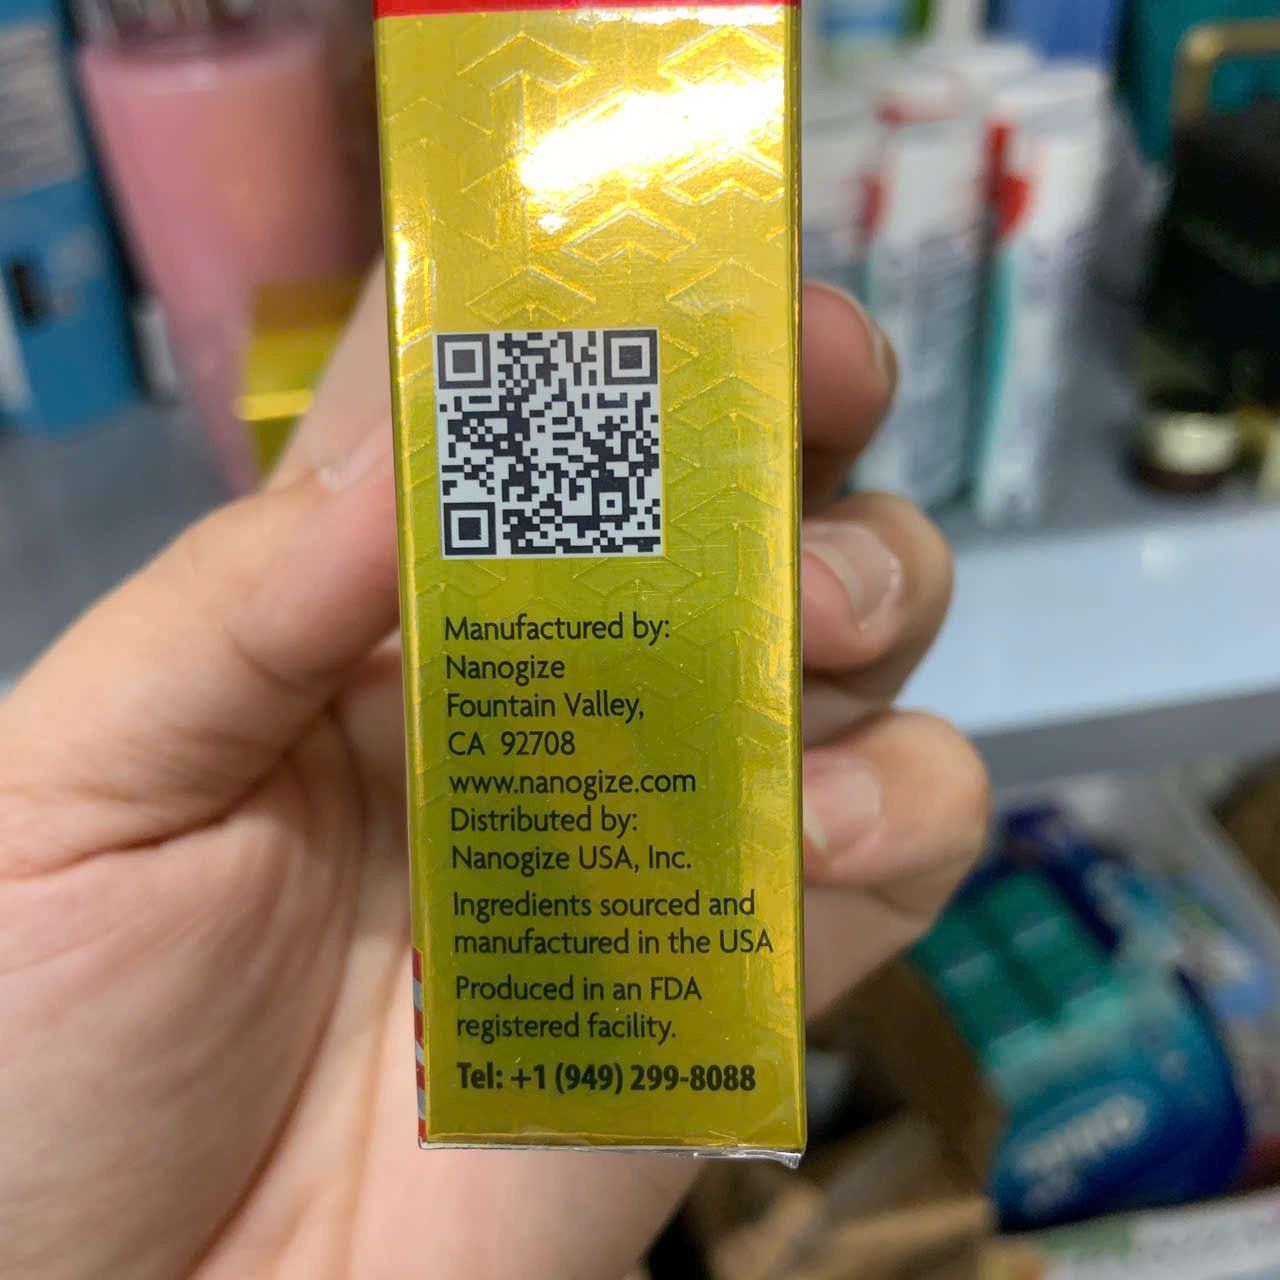 Manufactured by:
Nanogize
Fountain Valley,
CA 92708
www.nanogize.com
Distributed by:
Nanogize USA, Inc.
Ingredients sourced and
manufactured in the USA
Produced in an FDA
registered facility.
Tel: +1 (949) 299-8088